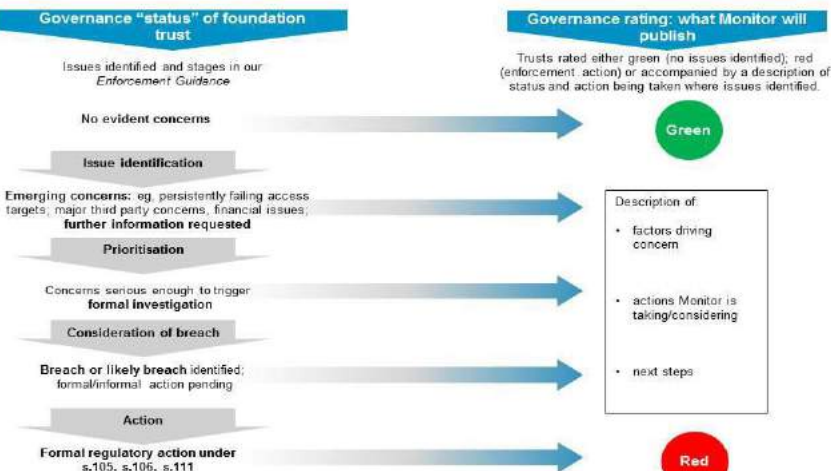 Governance “status” of foundation
trust
Governance rating: what Monitor will
publish
Issues identified and stages in our
Enforcement Guidance
Trusts rated either green (no issues identified); red
(enforcement action) or accompanied by a description of
status and action being taken where issues identified.
No evident concerns
Green
Issue identification
Emerging concerns: eg, persistently failing access
targets; major third party concerns, financial issues;
further information requested
Description of:
• factors driving
concern
Prioritisation
Concerns serious enough to trigger
formal investigation
• actions Monitor is
taking/considering
Consideration of breach
Breach or likely breach identified;
formal/informal action pending
• next steps
Action
Formal regulatory action under
s.105, s.106, s.111
Red